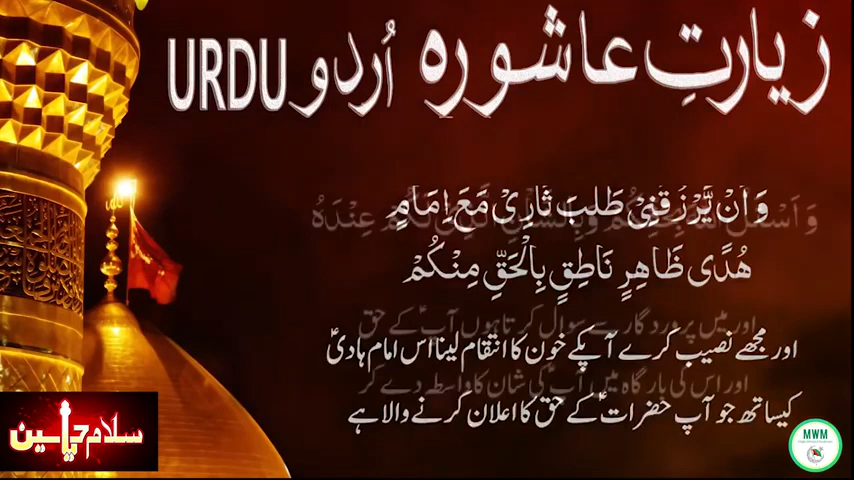 زیارتِ عاشورہ اُردو URDU
وَ اَنْ یَّرْزُقَنِیْ طَلَبَ ثَارِیْ مَعَ اِمَامٍ
هُدًی ظَاهِرٍ نَاطِقٍ بِالْحَقِّ مِنْکُمْ
اور مجھے نصیب کرے آپکے خون کا انتقام لینا اس امام ہادیؑ
کیساتھ جو آپ حضراتؑ کے حق کا اعلان کرنے والا ہے
سلام یا حسین
MWM